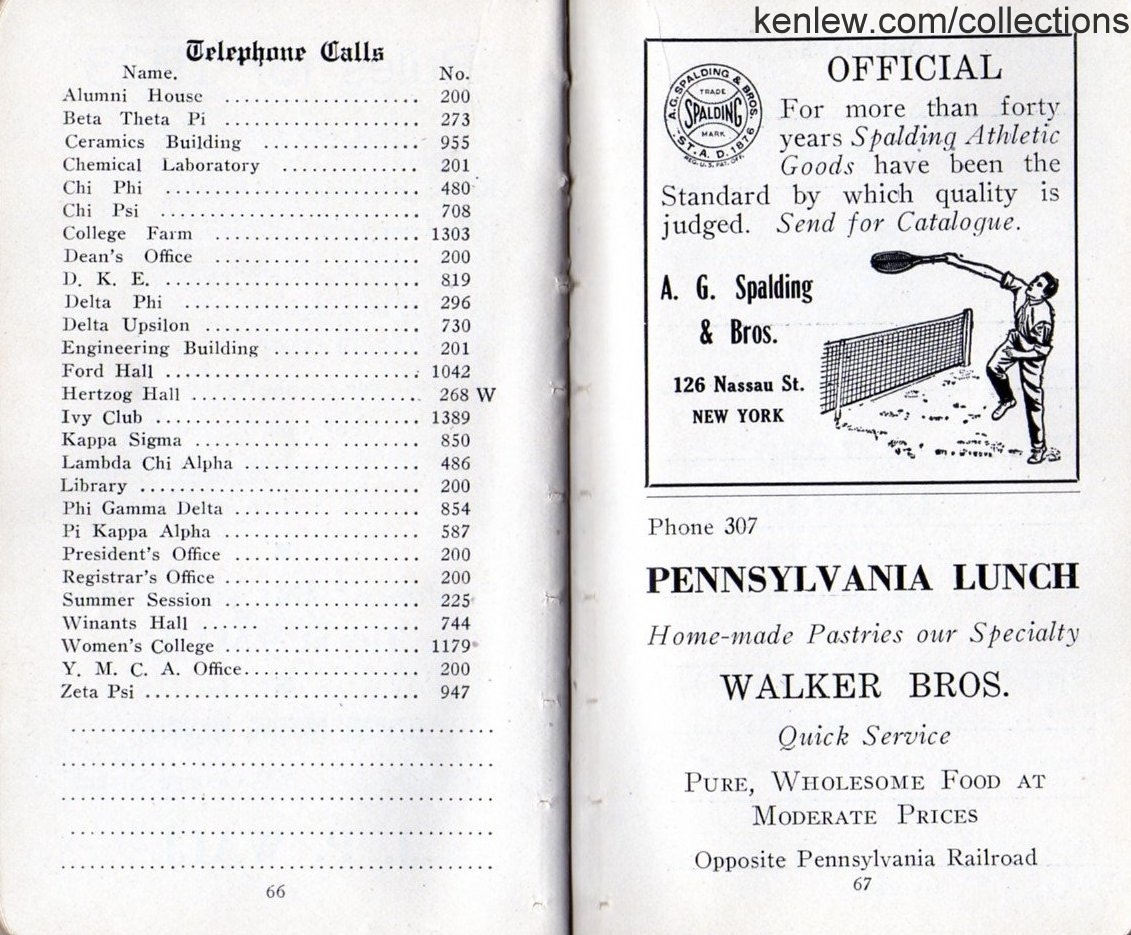 kenlew.com/collections
Telephone Calls
Name. No.
Alumni House ..................... 200
Beta Theta Pi ..................... 273
Ceramics Building ................ 955
Chemical Laboratory ............... 201
Chi Phi .......................... 480
Chi Psi .......................... 708
College Farm ..................... 1303
Dean's Office ..................... 200
D. K. E. .......................... 819
Delta Phi ........................ 296
Delta Upsilon ...................... 730
Engineering Building ...... ........ 201
Ford Hall .......................... 1042
Hertzog Hall ....................... 268 W
Ivy Club ........................... 1389
Kappa Sigma ....................... 850
Lambda Chi Alpha .................. 486
Library ............................ 200
Phi Gamma Delta .......... ........ 854
Pi Kappa Alpha .................... 587
President's Office .................... 200
Registrar's Office .................... 200
Summer Session .................... 225
Winants Hall ...... .............. 744
Women's College .................... 1179
Y. M. C. A. Office.................. 200
Zeta Psi ............................ 947
66
A. G. SPALDING & BROS.
TRADE
SPALDING
MARK
ST. A. D. 1876
REG. U.S. PAT. OFF.
OFFICIAL
For more than forty
years Spalding Athletic
Goods have been the
Standard by which quality is
judged. Send for Catalogue.
A. G. Spalding
& Bros.
126 Nassau St.
NEW YORK
Phone 307
PENNSYLVANIA LUNCH
Home-made Pastries our Specialty
WALKER BROS.
Quick Service
PURE, WHOLESOME FOOD AT
MODERATE PRICES
Opposite Pennsylvania Railroad
67